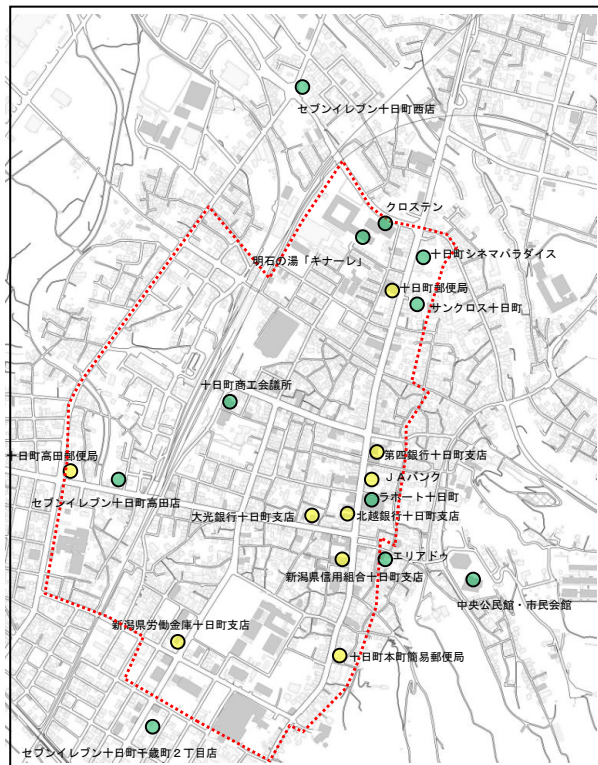 セブンイレブン十日町西店
クロステン
明石の湯「キナーレ」
十日町シネマパラダイス
十日町郵便局
サンクロス十日町
十日町商工会議所
第四銀行十日町支店
十日町高田郵便局
JAバンク
セブンイレブン十日町高田店
ラポート十日町
大光銀行十日町支店
北越銀行十日町支店
エリアドゥ
新潟県信用組合十日町支店
中央公民館・市民会館
新潟県労働金庫十日町支店
十日町本町簡易郵便局
セブンイレブン十日町千歳町2丁目店